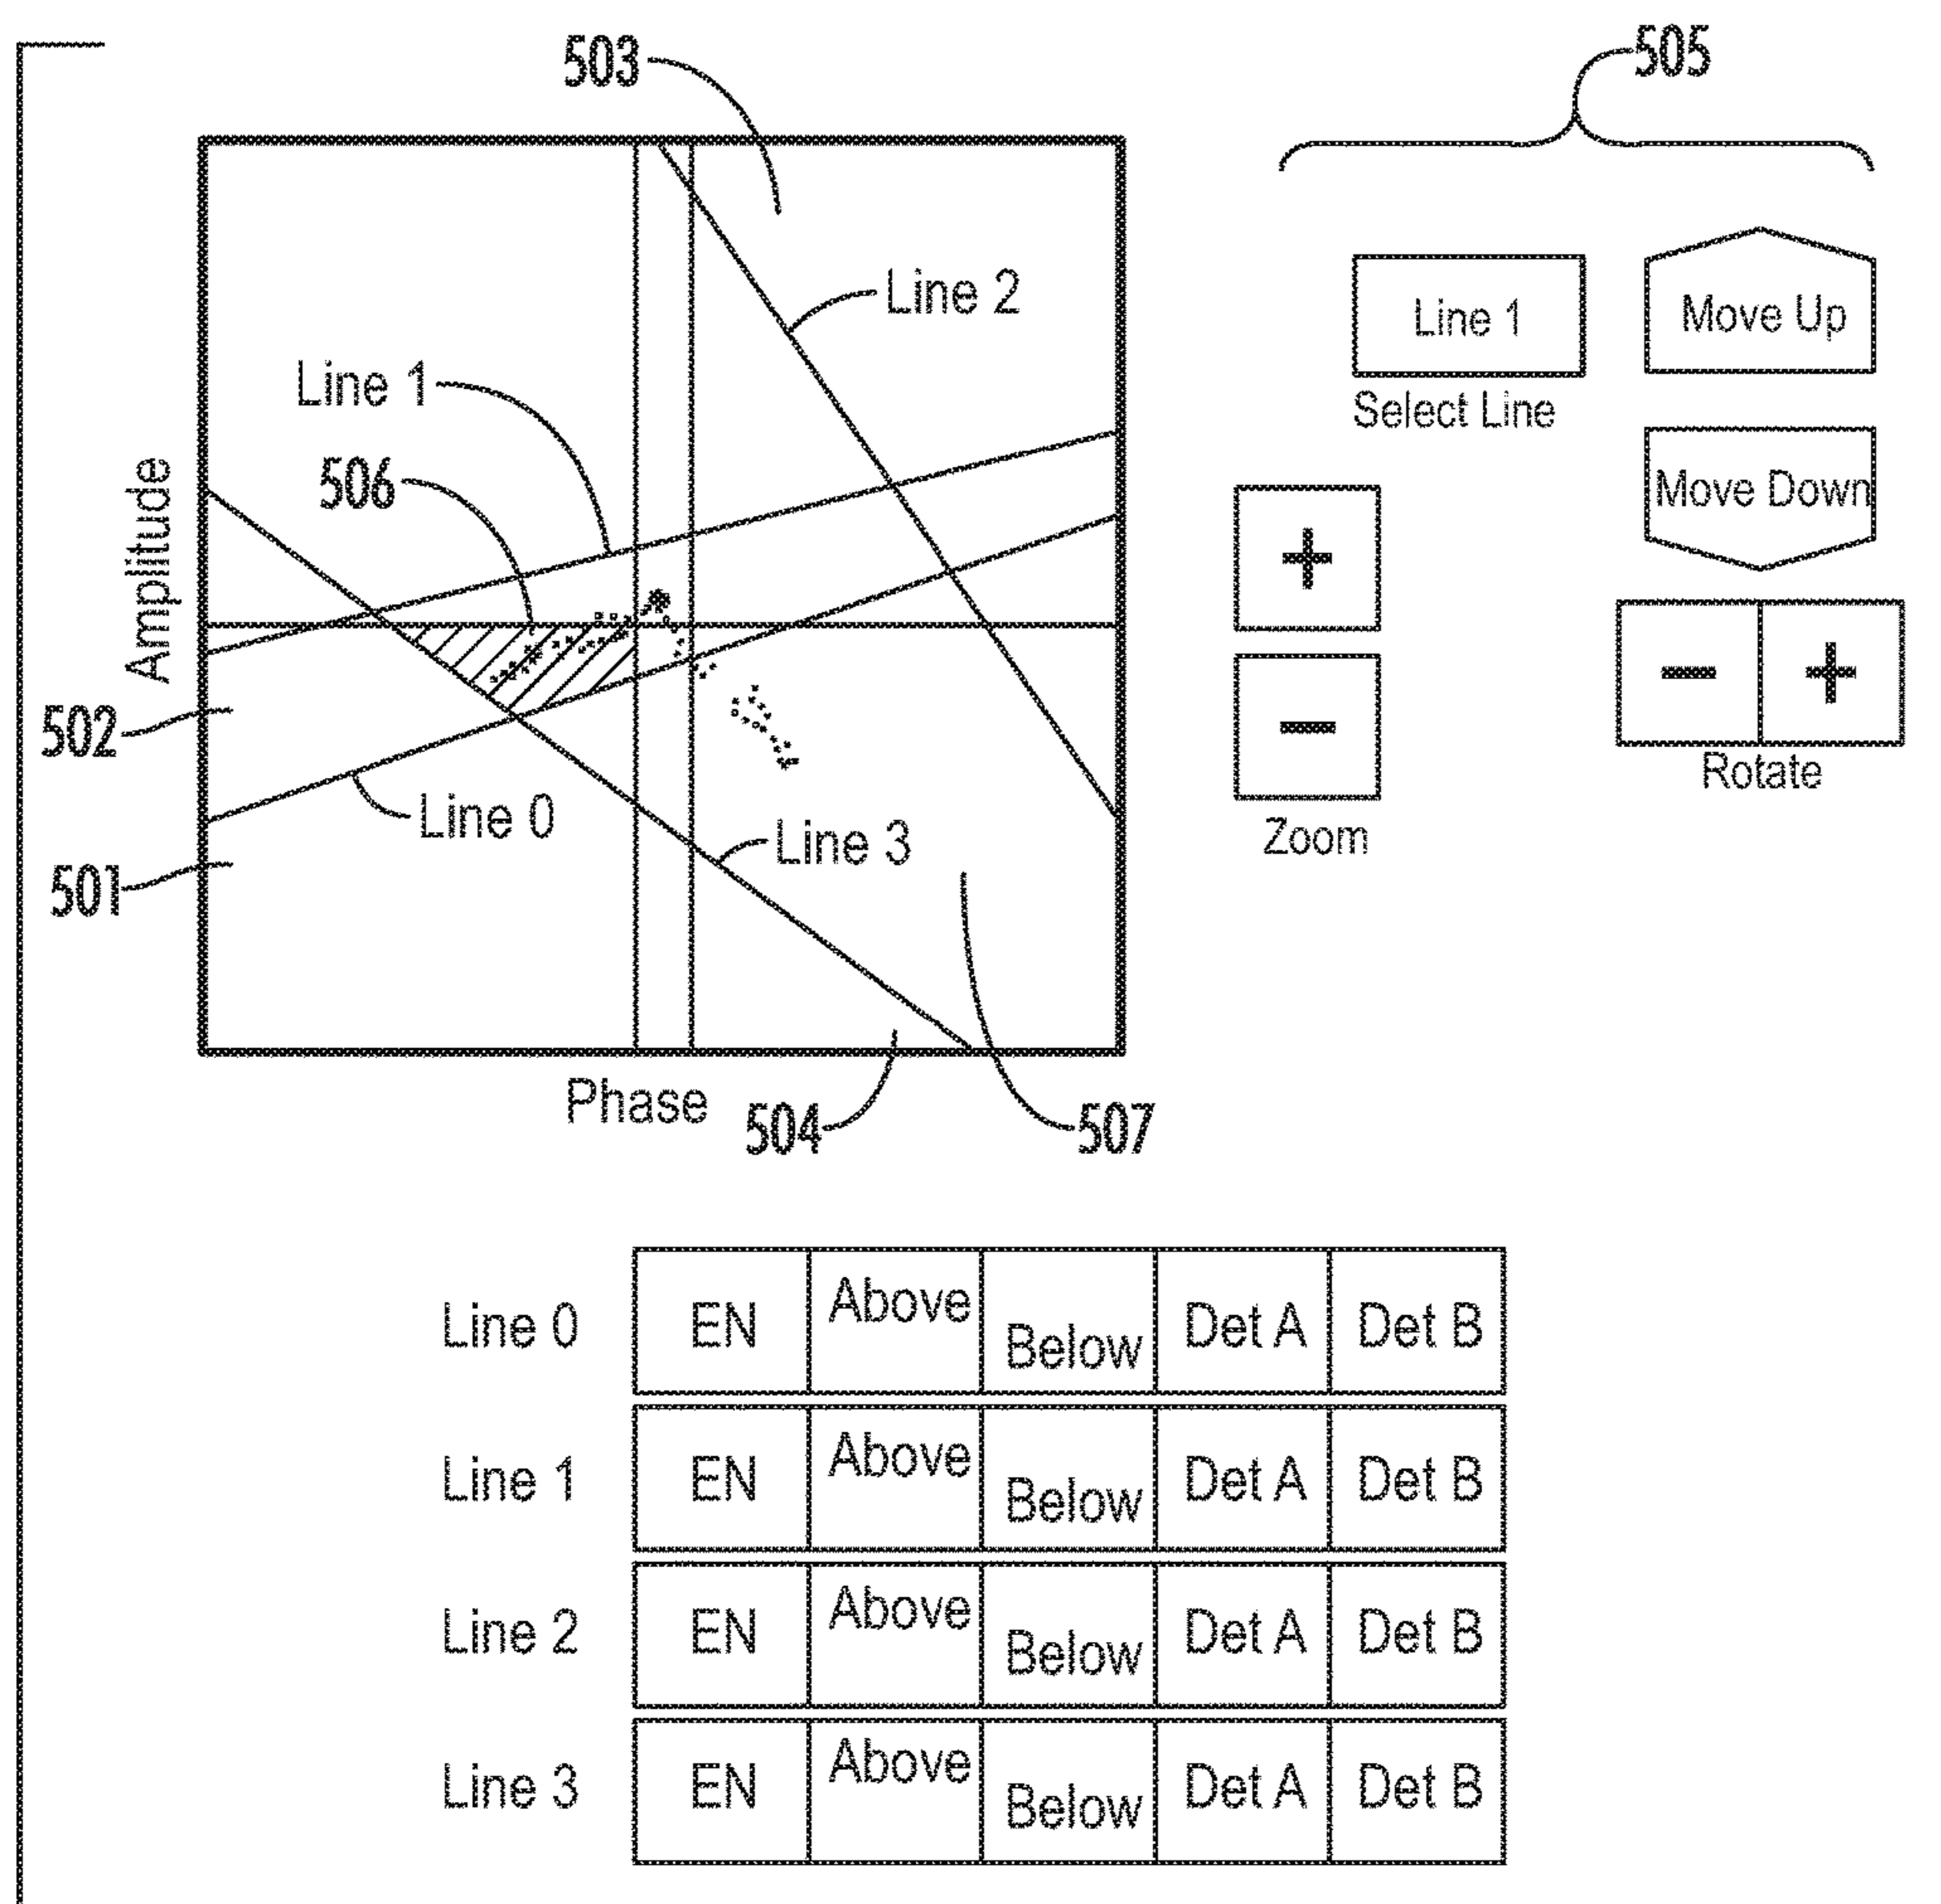 503
505
Line 2
Line 1
506
Amplitude
502
501
Line 0
Line 3
Phase
504
507
Line 1
Select Line
Move Up
Move Down
+
-
Zoom
- +
Rotate
Line 0 EN Above Below Det A Det B
Line 1 EN Above Below Det A Det B
Line 2 EN Above Below Det A Det B
Line 3 EN Above Below Det A Det B